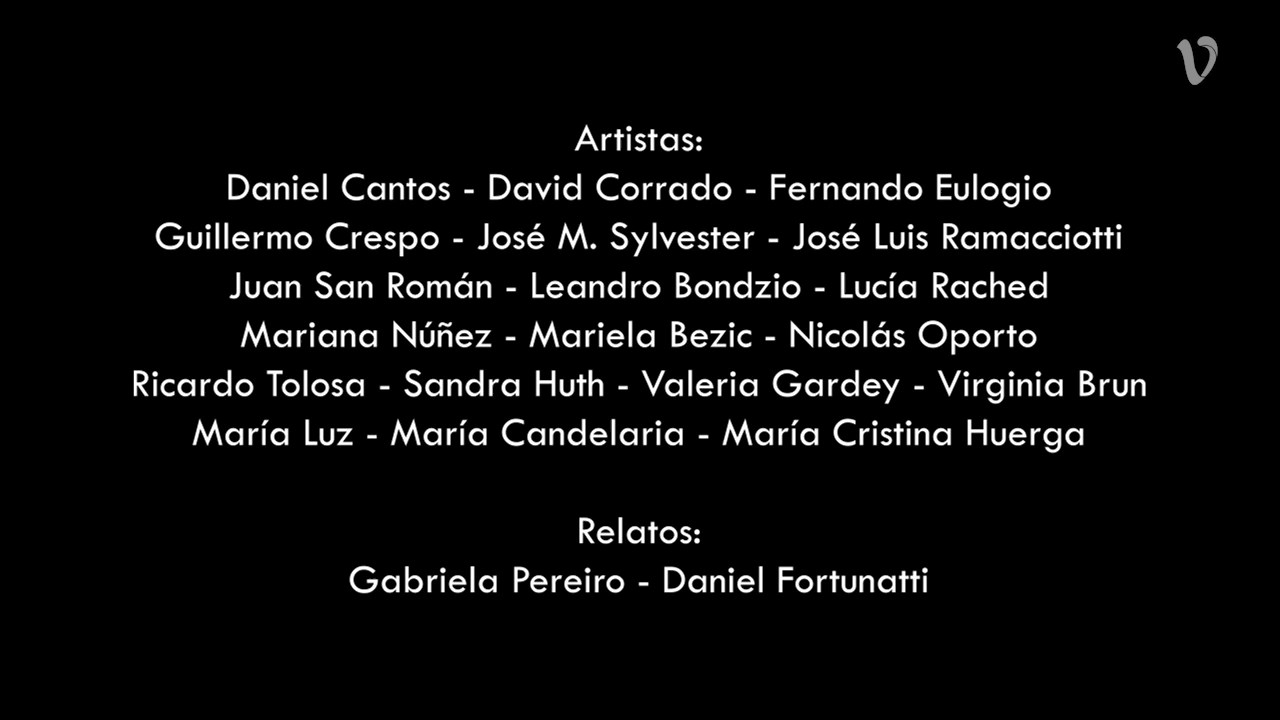 Artistas:
Daniel Cantos - David Corrado - Fernando Eulogio
Guillermo Crespo - José M. Sylvester - José Luis Ramacciotti
Juan San Román - Leandro Bondzio - Lucía Rached
Mariana Núñez - Mariela Bezic - Nicolás Oporto
Ricardo Tolosa - Sandra Huth - Valeria Gardey - Virginia Brun
María Luz - María Candelaria - María Cristina Huerga
Relatos:
Gabriela Pereiro - Daniel Fortunatti